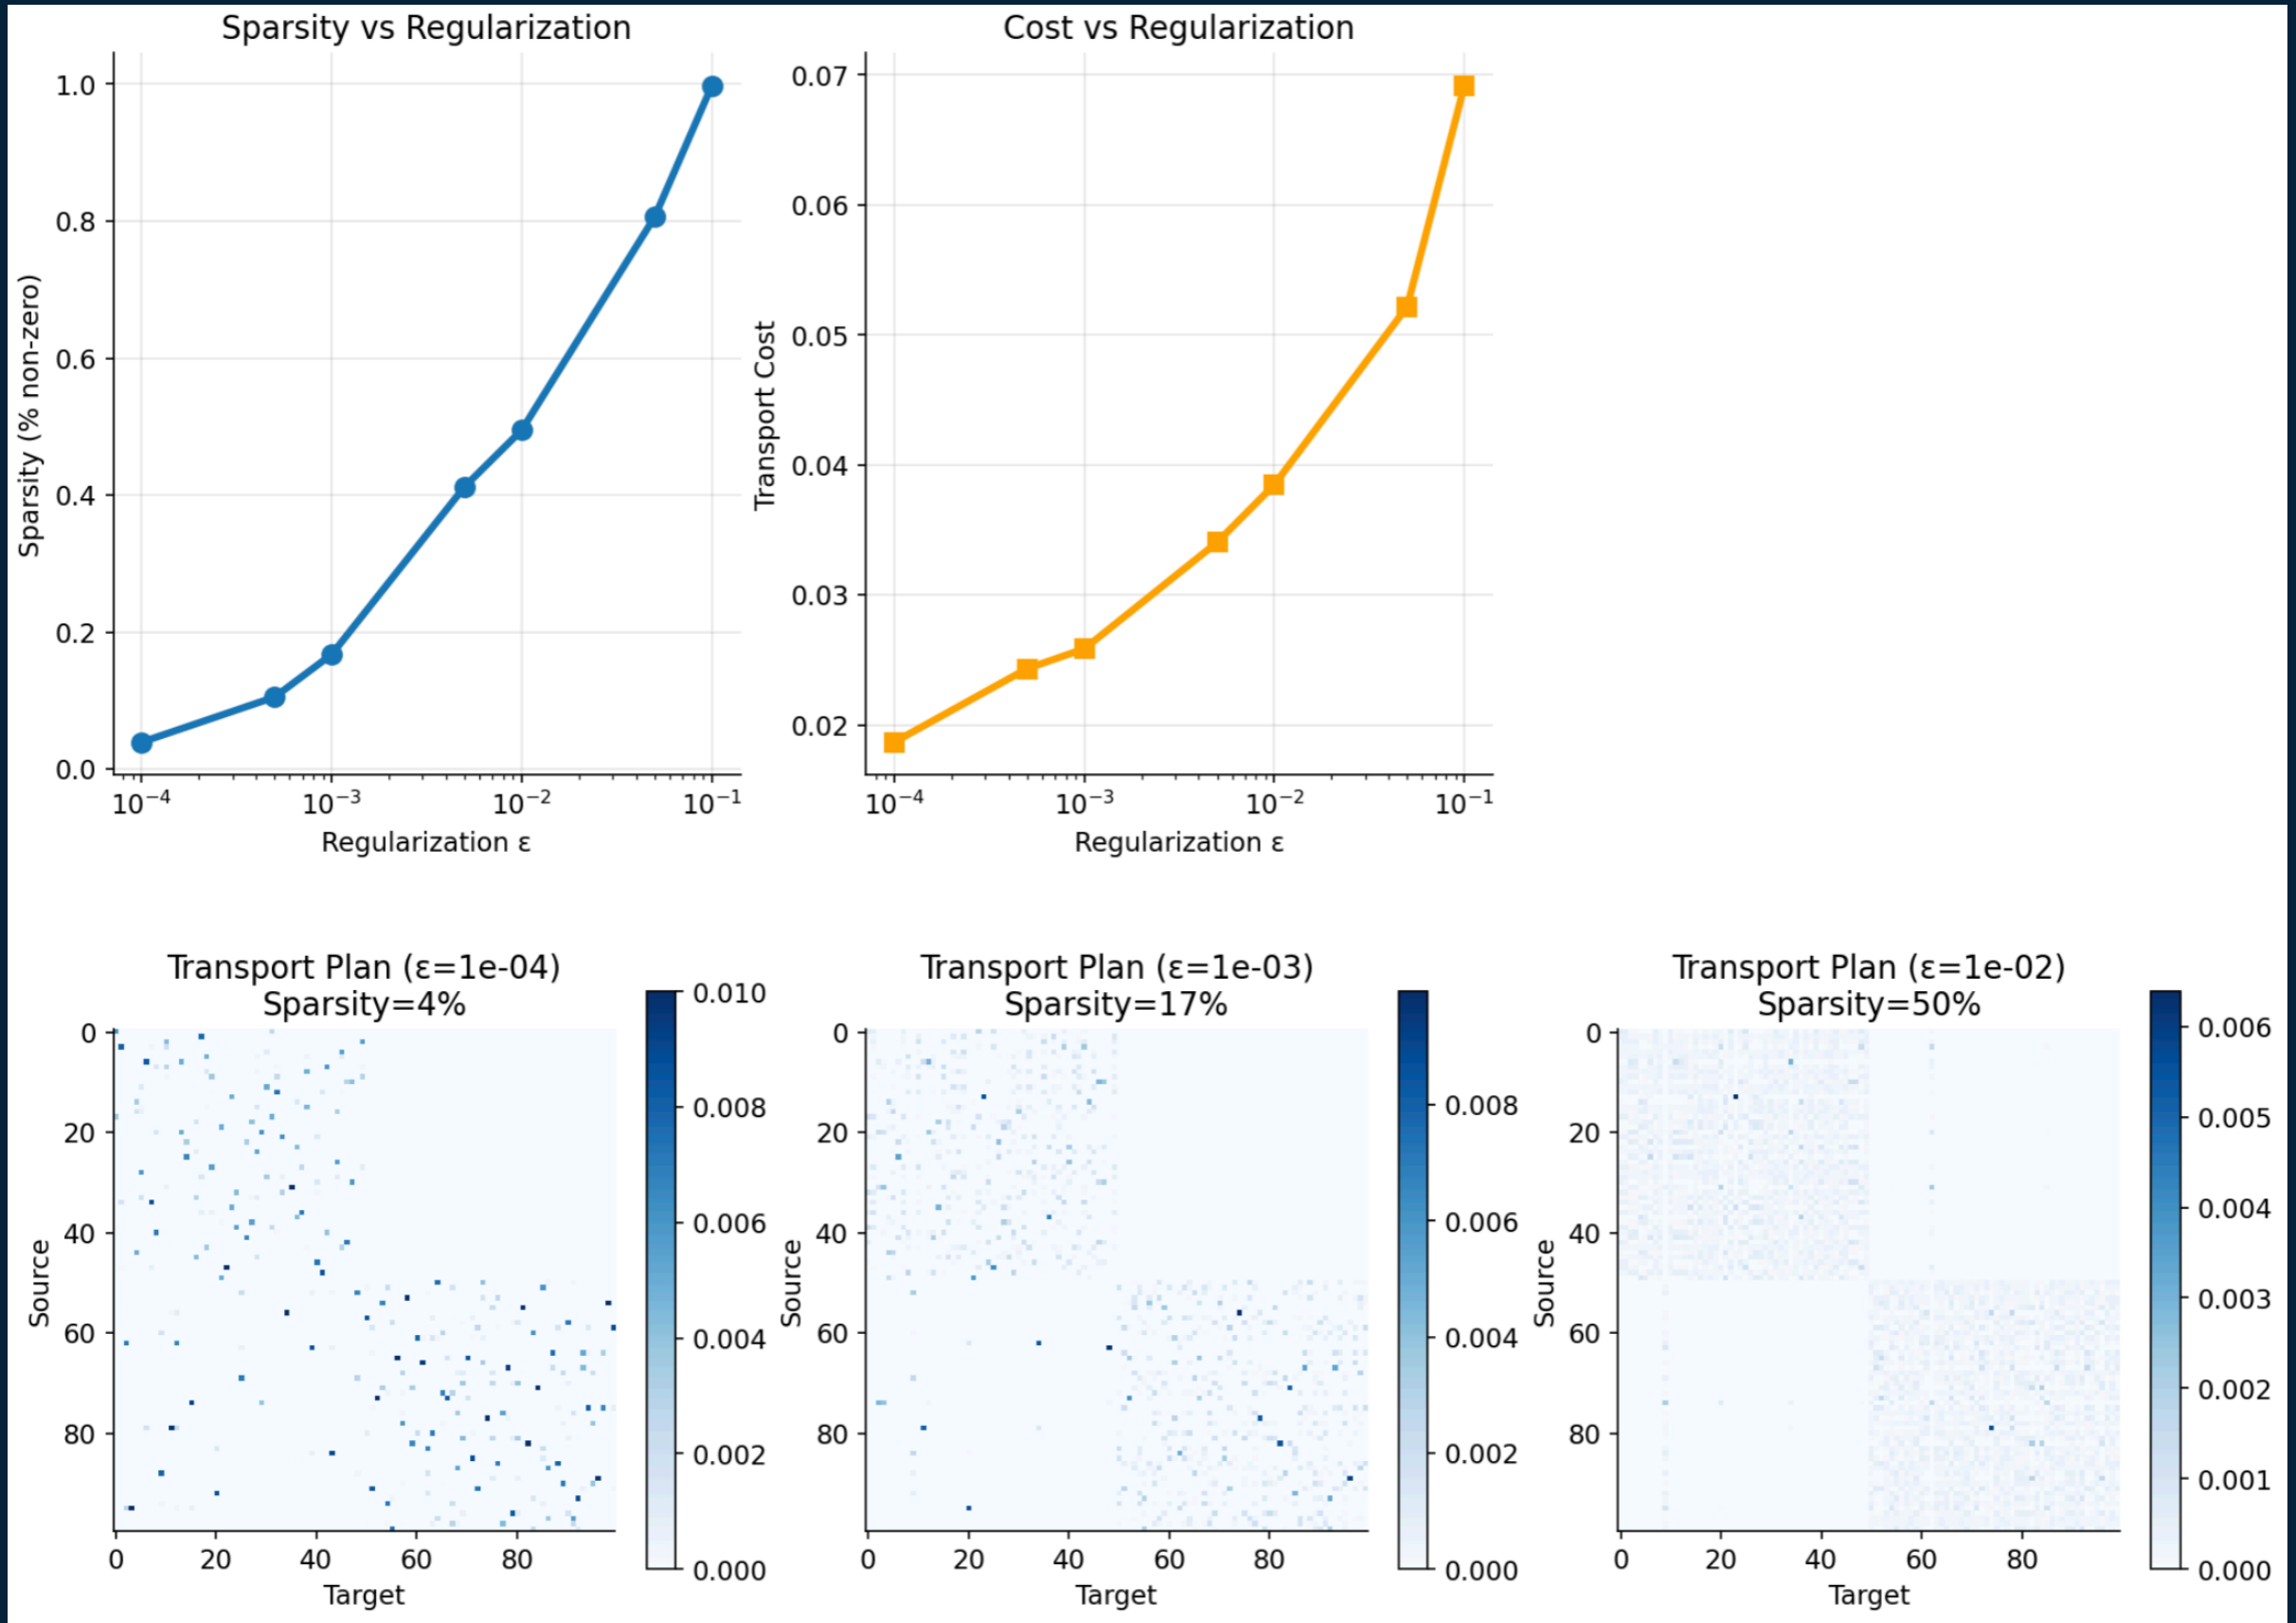 Sparsity vs Regularization
1.0
0.8
0.6
0.4
0.2
0.0
Sparsity (% non-zero)
10⁻⁴ 10⁻³ 10⁻² 10⁻¹
Regularization ε
Cost vs Regularization
0.07
0.06
0.05
0.04
0.03
0.02
Transport Cost
10⁻⁴ 10⁻³ 10⁻² 10⁻¹
Regularization ε
Transport Plan (ε=1e-04)
Sparsity=4%
0
20
40
60
80
Source
0 20 40 60 80
Target
0.010
0.008
0.006
0.004
0.002
0.000
Transport Plan (ε=1e-03)
Sparsity=17%
0
20
40
60
80
Source
0 20 40 60 80
Target
0.008
0.006
0.004
0.002
0.000
Transport Plan (ε=1e-02)
Sparsity=50%
0
20
40
60
80
Source
0 20 40 60 80
Target
0.006
0.005
0.004
0.003
0.002
0.001
0.000